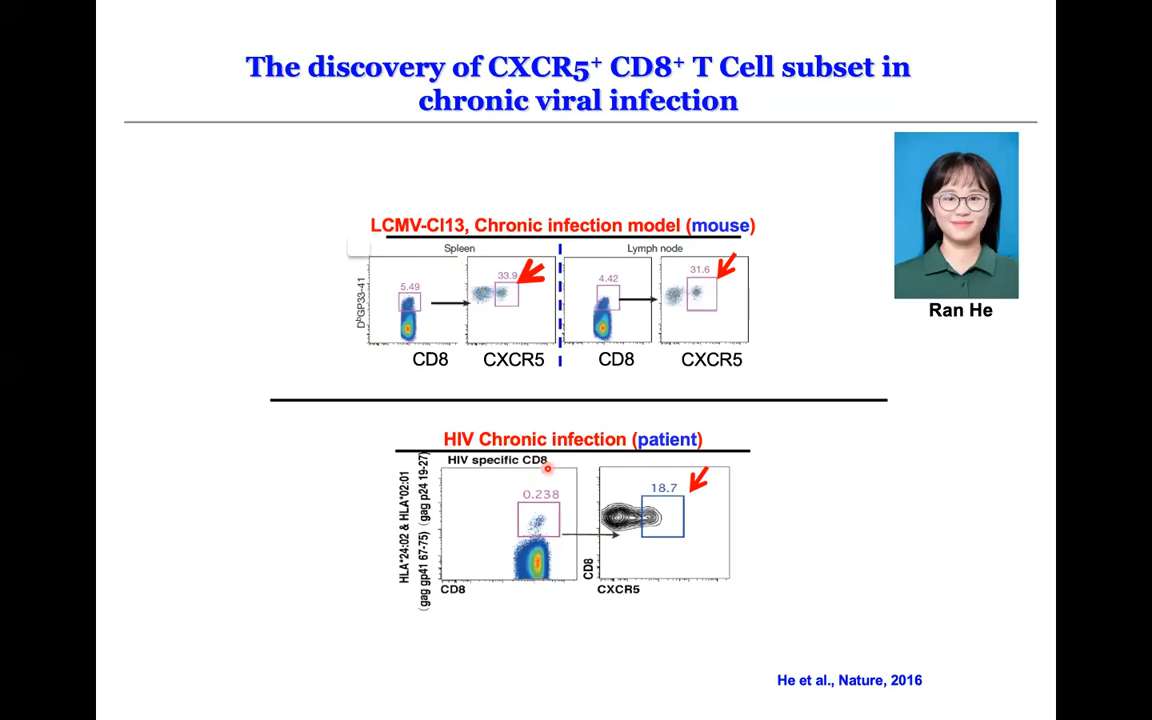 The discovery of CXCR5⁺ CD8⁺ T Cell subset in
chronic viral infection
LCMV-Cl13, Chronic infection model (mouse)
Spleen
Lymph node
5.49
33.9
4.42
31.6
DᵇGP33-41
CD8
CXCR5
CD8
CXCR5
Ran He
HIV Chronic infection (patient)
HIV specific CD8
HLA*24:02 & HLA*02:01
(gag gp41 67-75) (gag p24 19-27)
0.238
18.7
CD8
CD8
CXCR5
He et al., Nature, 2016